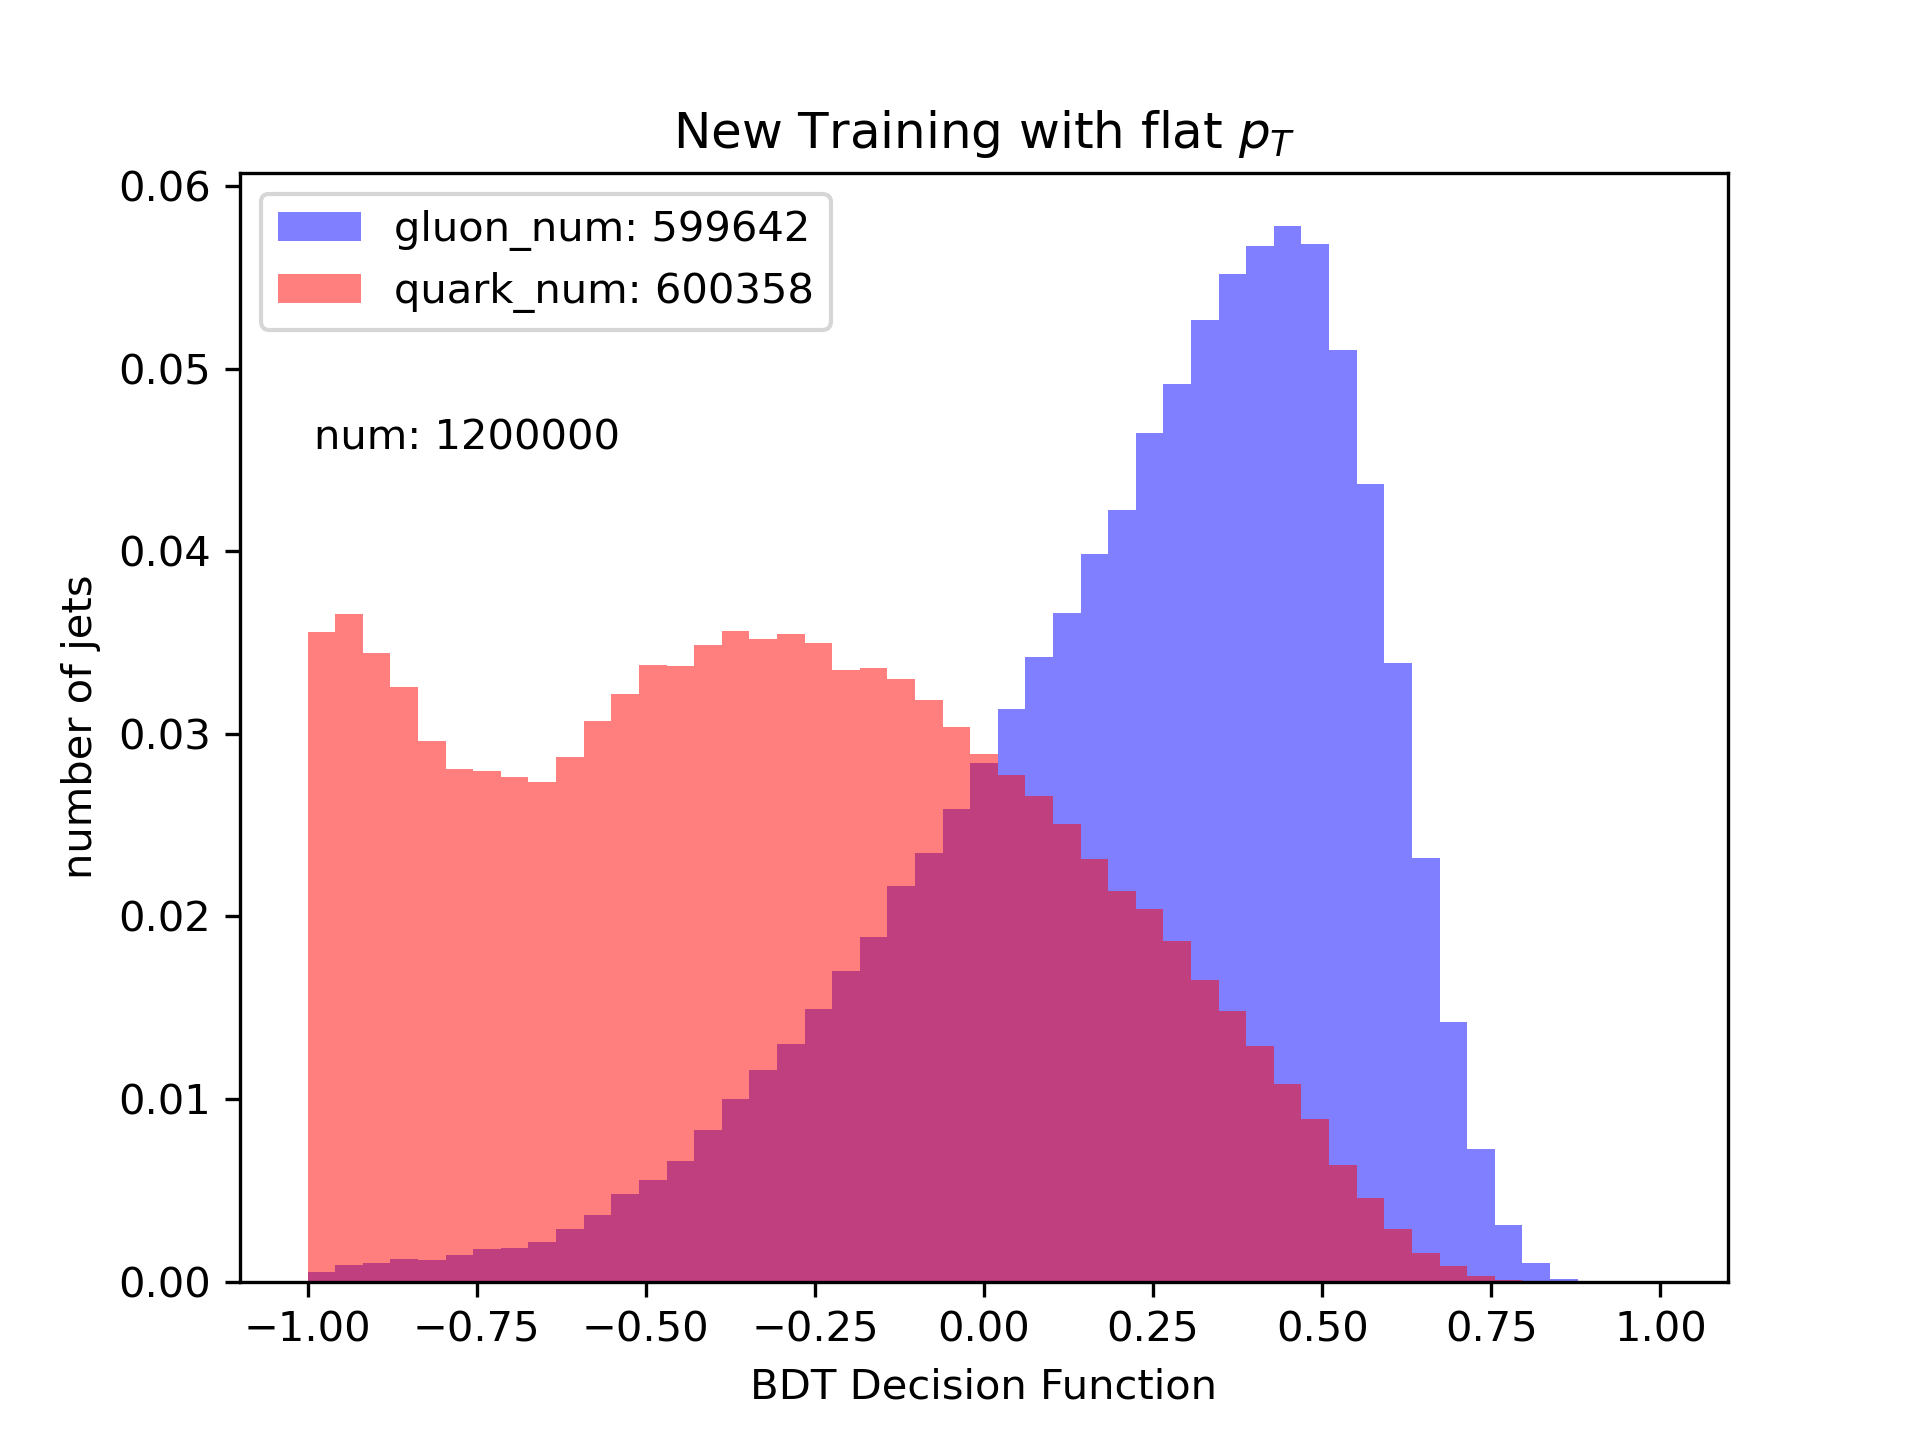 New Training with flat p_T
gluon_num: 599642
quark_num: 600358
num: 1200000
number of jets
0.06
0.05
0.04
0.03
0.02
0.01
0.00
−1.00 −0.75 −0.50 −0.25 0.00 0.25 0.50 0.75 1.00
BDT Decision Function